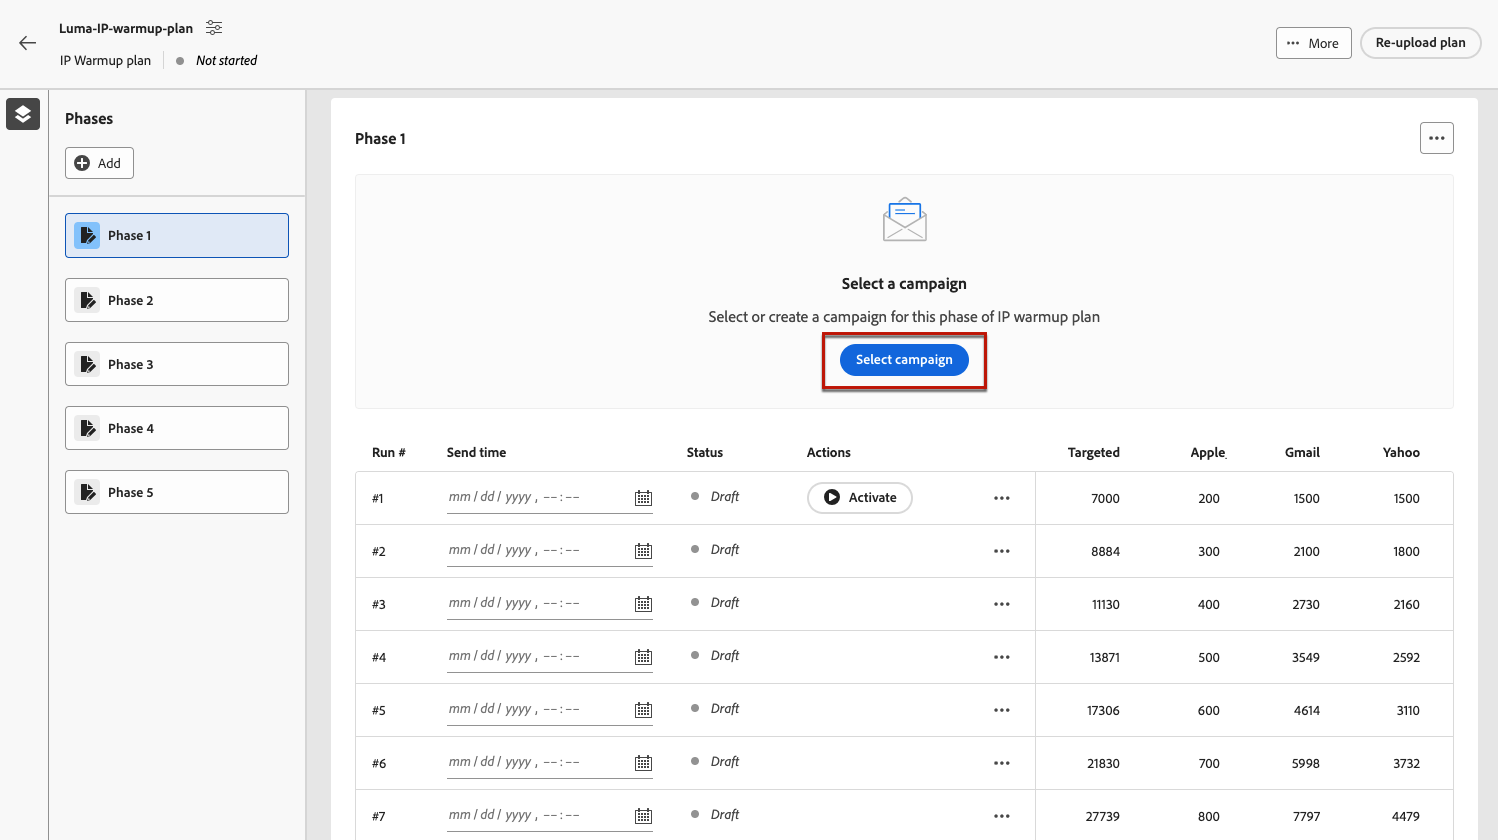 Luma-IP-warmup-plan
IP Warmup plan
Not started
More
Re-upload plan
Phases
Add
Phase 1
Phase 2
Phase 3
Phase 4
Phase 5
Phase 1
Select a campaign
Select or create a campaign for this phase of IP warmup plan
Select campaign
Run # Send time Status Actions Targeted Apple Gmail Yahoo
#1 mm / dd / yyyy , --:-- Draft Activate 7000 200 1500 1500
#2 mm / dd / yyyy , --:-- Draft 8884 300 2100 1800
#3 mm / dd / yyyy , --:-- Draft 11130 400 2730 2160
#4 mm / dd / yyyy , --:-- Draft 13871 500 3549 2592
#5 mm / dd / yyyy , --:-- Draft 17306 600 4614 3110
#6 mm / dd / yyyy , --:-- Draft 21830 700 5998 3732
#7 mm / dd / yyyy , --:-- Draft 27739 800 7797 4479